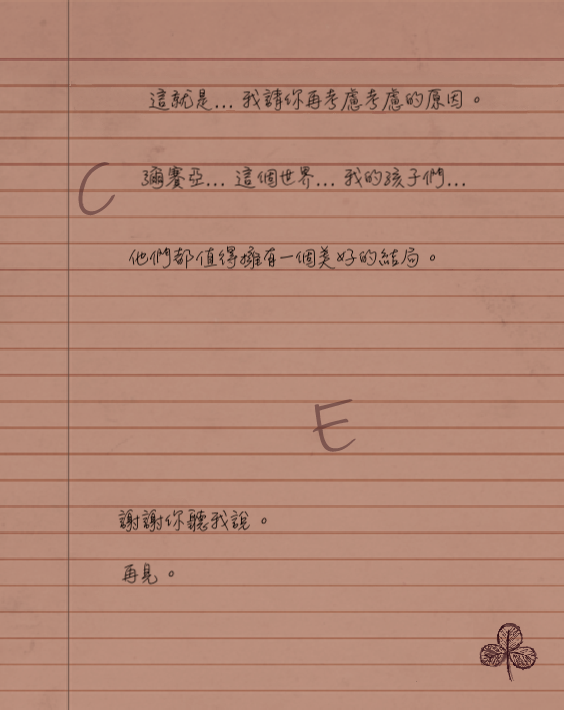 這就是... 我請你再考慮考慮的原因。
C
彌賽亞... 這個世界... 我的孩子們...
他們都值得擁有一個美好的結局。
E
謝謝你聽我說。
再見。